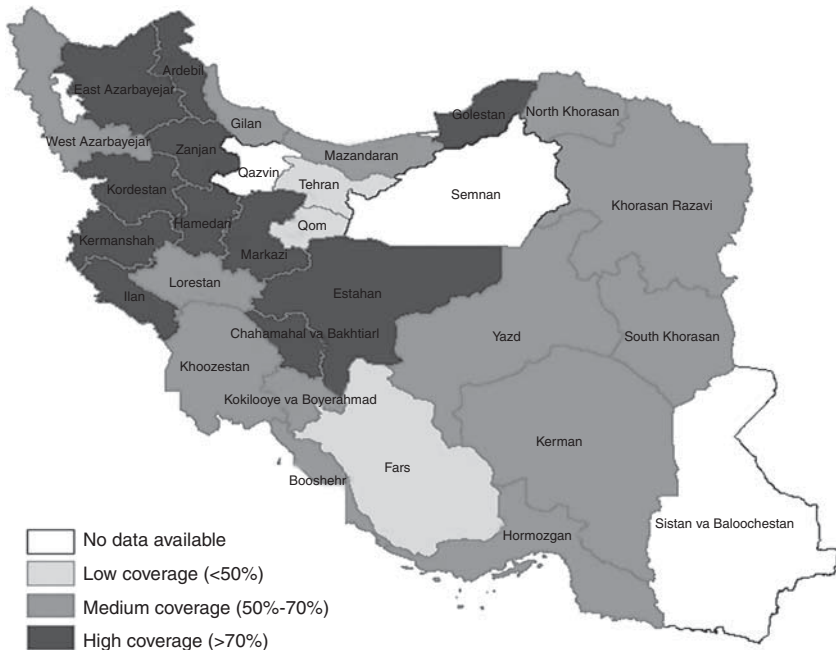 Ardebil
East Azarbayejar
Golestan
North Khorasan
Gilan
West Azarbayejar
Zanjan
Mazandaran
Qazvin
Tehran
Semnan
Kordestan
Khorasan Razavi
Hamedan
Qom
Kermanshah
Markazi
Lorestan
Ilan
Estahan
Chahamahal va Bakhtiarl
Yazd
South Khorasan
Khoozestan
Kokilooye va Boyerahmad
Kerman
Fars
Booshehr
Sistan va Baloochestan
Hormozgan
No data available
Low coverage (<50%)
Medium coverage (50%-70%)
High coverage (>70%)